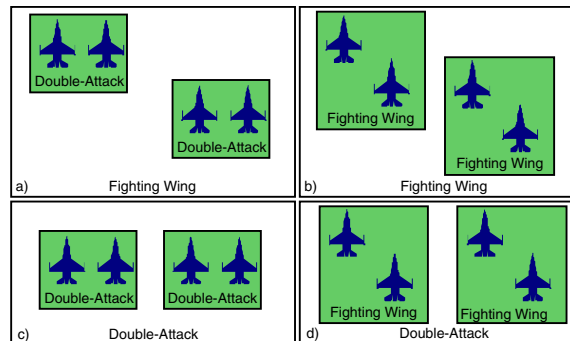 Double-Attack
Double-Attack
a) Fighting Wing
Fighting Wing
Fighting Wing
b) Fighting Wing
Double-Attack Double-Attack
c) Double-Attack
Fighting Wing Fighting Wing
d) Double-Attack